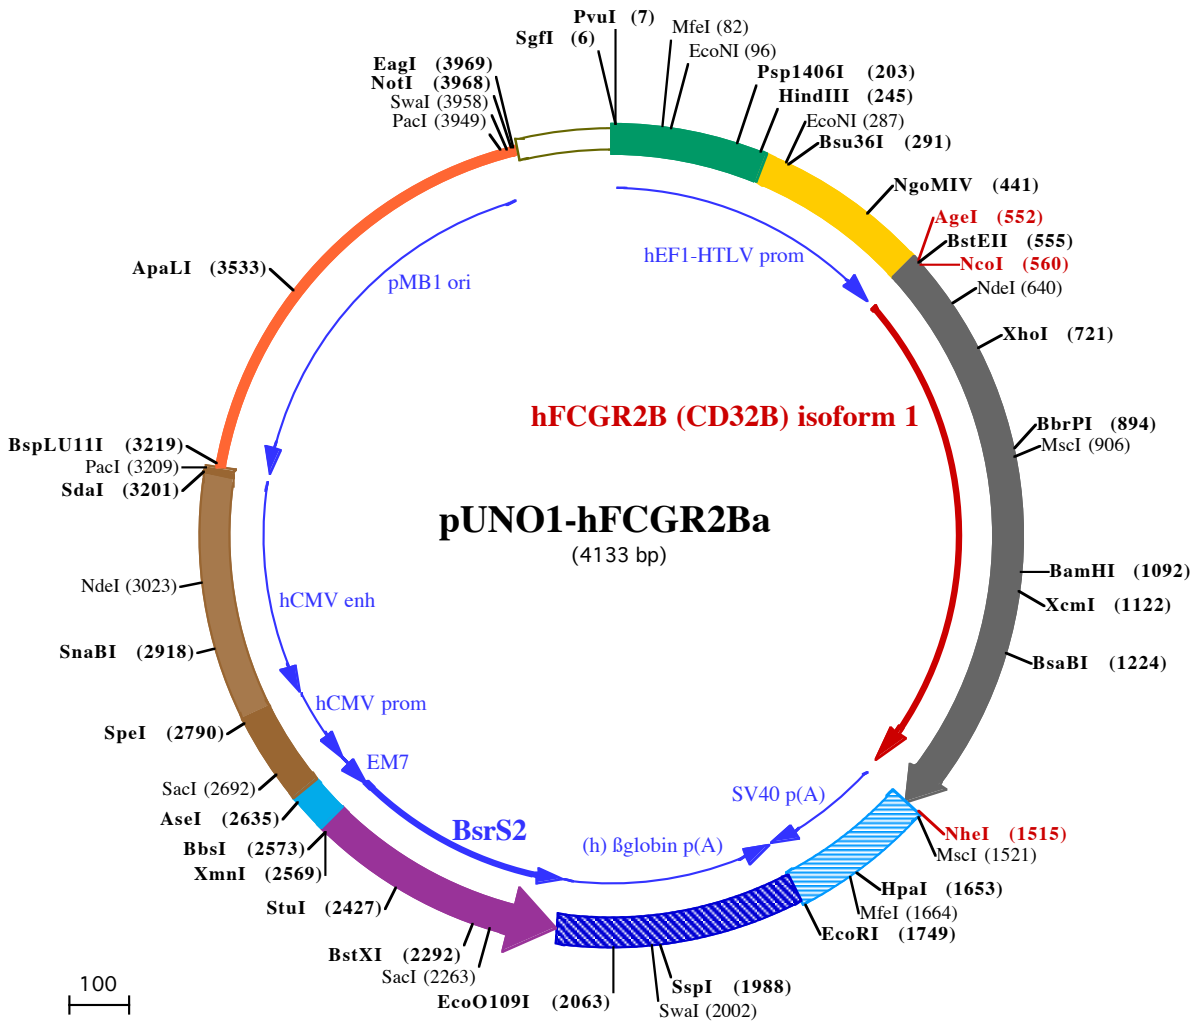 PvuI (7)
SgfI (6)
MfeI (82)
EcoNI (96)
Psp1406I (203)
HindIII (245)
EcoNI (287)
Bsu36I (291)
NgoMIV (441)
AgeI (552)
BstEII (555)
NcoI (560)
NdeI (640)
XhoI (721)
BbrPI (894)
MscI (906)
BamHI (1092)
XcmI (1122)
BsaBI (1224)
NheI (1515)
MscI (1521)
HpaI (1653)
MfeI (1664)
EcoRI (1749)
SspI (1988)
SwaI (2002)
EcoO109I (2063)
SacI (2263)
BstXI (2292)
StuI (2427)
XmnI (2569)
BbsI (2573)
AseI (2635)
SacI (2692)
SpeI (2790)
SnaBI (2918)
NdeI (3023)
SdaI (3201)
PacI (3209)
BspLU11I (3219)
ApaLI (3533)
PacI (3949)
SwaI (3958)
NotI (3968)
EagI (3969)
hEF1-HTLV prom
pMB1 ori
hFCGR2B (CD32B) isoform 1
pUNO1-hFCGR2Ba
(4133 bp)
hCMV enh
hCMV prom
EM7
BsrS2
(h) ßglobin p(A)
SV40 p(A)
100